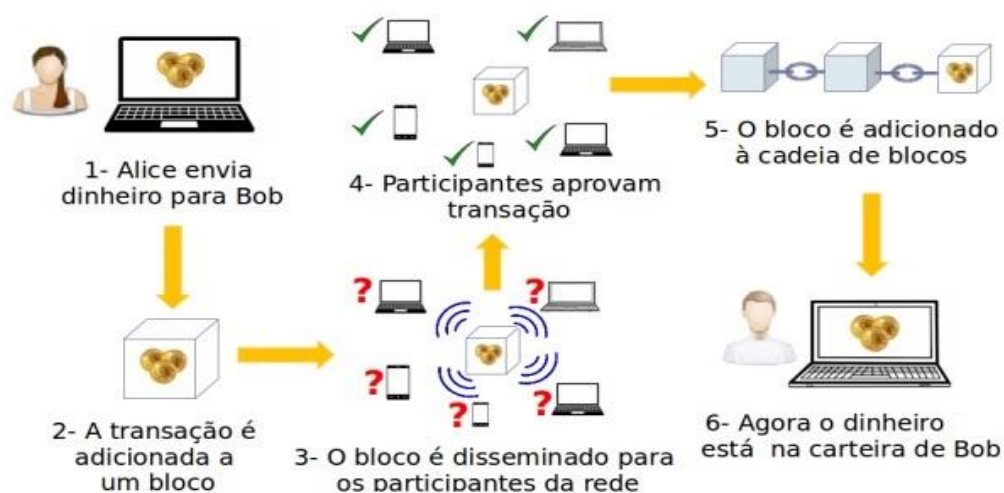 1- Alice envia
dinheiro para Bob
2- A transação é
adicionada a
um bloco
3- O bloco é disseminado para
os participantes da rede
4- Participantes aprovam
transação
5- O bloco é adicionado
à cadeia de blocos
6- Agora o dinheiro
está na carteira de Bob
? ? ? ? ?